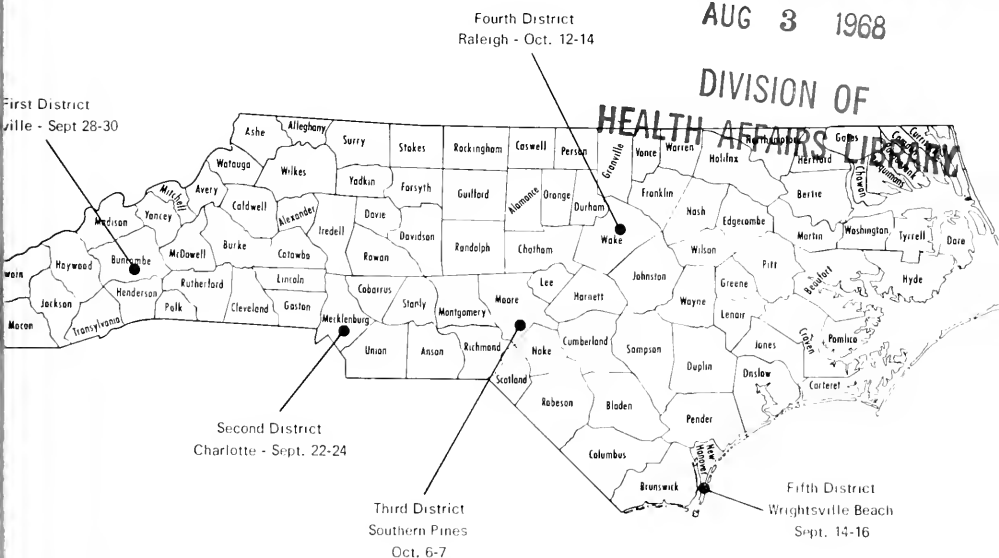 AUG 3 1968
DIVISION OF
HEALTH AFFAIRS LIBRARY
Fourth District
Raleigh - Oct. 12-14
First District
ville - Sept 28-30
Ashe
Alleghany
Surry
Stokes
Rockingham
Caswell
Person
Granville
Vance
Warren
Halifax
Northampton
Hertford
Gates
Chowan
Watauga
Wilkes
Yadkin
Forsyth
Guilford
Alamance
Orange
Durham
Franklin
Bertie
Mitchell
Avery
Caldwell
Alexander
Iredell
Davie
Davidson
Randolph
Chatham
Wake
Nash
Edgecombe
Martin
Washington
Tyrrell
Dare
Madison
Yancey
McDowell
Burke
Catawba
Rowan
Wilson
Pitt
Beaufort
Hyde
wain
Haywood
Buncombe
Rutherford
Lincoln
Cabarrus
Stanly
Montgomery
Moore
Lee
Harnett
Johnston
Wayne
Greene
Lenoir
Craven
Pamlico
Jackson
Henderson
Polk
Cleveland
Gaston
Mecklenburg
Macon
Transylvania
Union
Anson
Richmond
Hoke
Cumberland
Sampson
Duplin
Jones
Onslow
Carteret
Scotland
Robeson
Bladen
Pender
Columbus
New Hanover
Brunswick
Second District
Charlotte - Sept. 22-24
Third District
Southern Pines
Oct. 6-7
Fifth District
Wrightsville Beach
Sept. 14-16